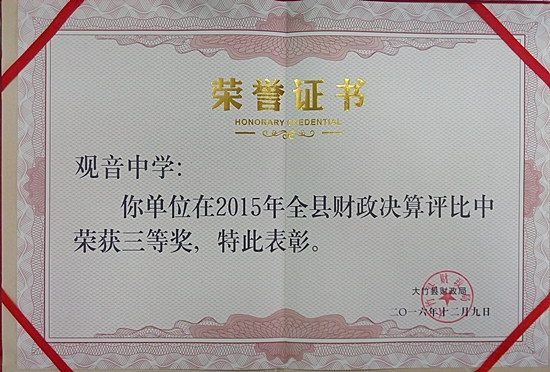 荣誉证书
HONORARY CREDENTIAL
观音中学:
你单位在2015年全县财政决算评比中
荣获三等奖，特此表彰。
大竹县财政局
二〇一六年十二月九日